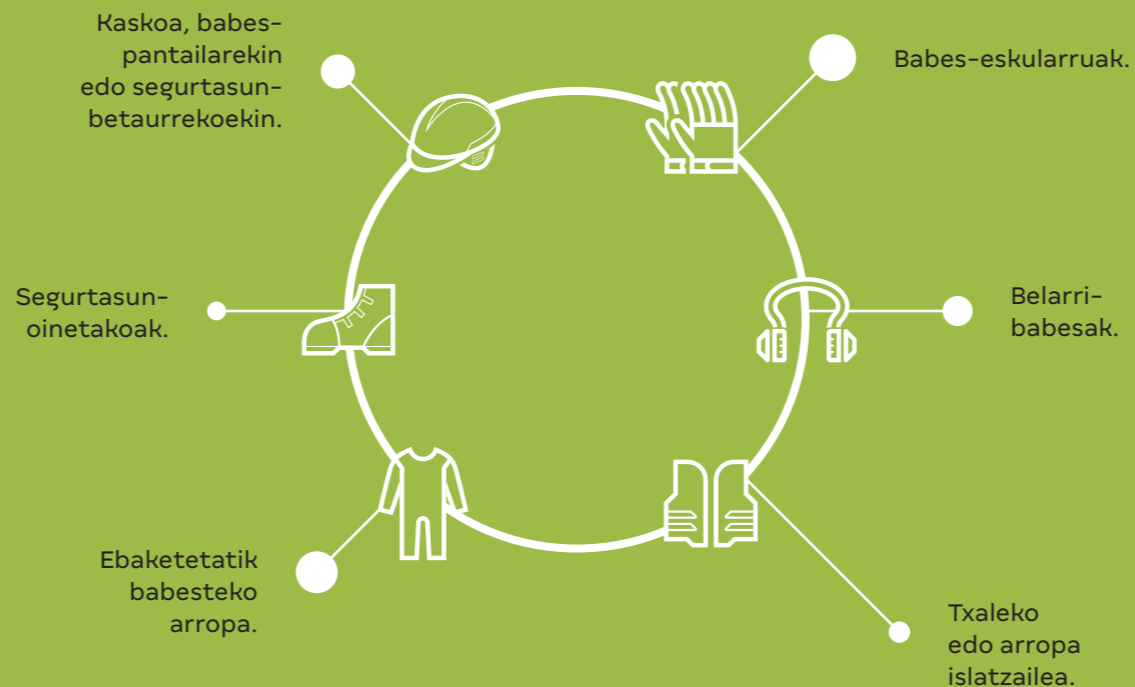 Kaskoa, babes-
pantailarekin
edo segurtasun-
betaurrekoekin.
Babes-eskularruak.
Segurtasun-
oinetakoak.
Belarri-
babesak.
Ebaketetatik
babesteko
arropa.
Txaleko
edo arropa
islatzailea.